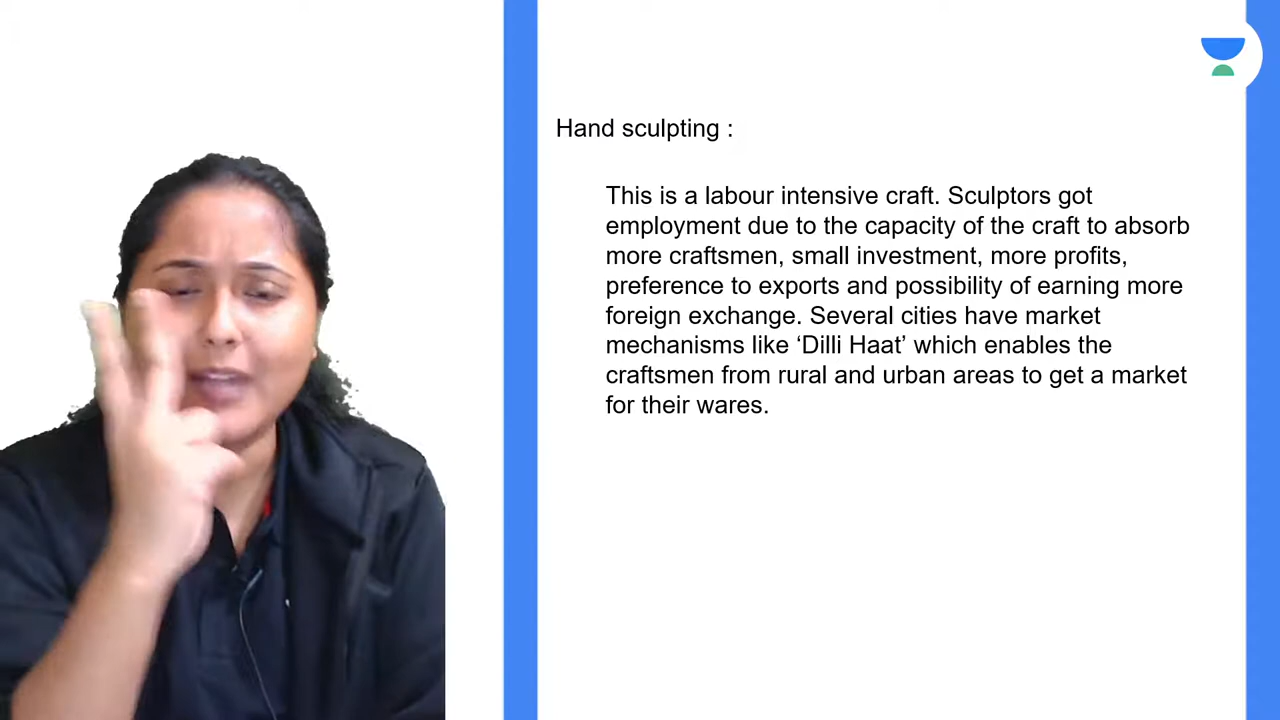 Hand sculpting :
This is a labour intensive craft. Sculptors got
employment due to the capacity of the craft to absorb
more craftsmen, small investment, more profits,
preference to exports and possibility of earning more
foreign exchange. Several cities have market
mechanisms like ‘Dilli Haat’ which enables the
craftsmen from rural and urban areas to get a market
for their wares.